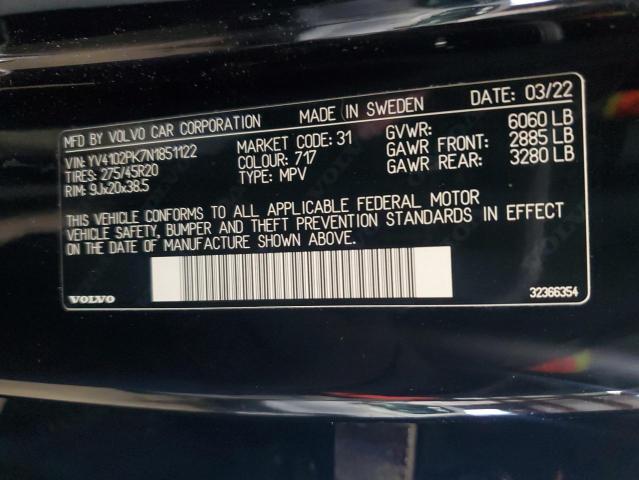 MFD BY VOLVO CAR CORPORATION MADE IN SWEDEN DATE: 03/22
VIN: YV4102PK7N1851122 MARKET CODE: 31 GVWR: 6060 LB
TIRES: 275/45R20 COLOUR: 717 GAWR FRONT: 2885 LB
RIM: 9Jx20x38.5 TYPE: MPV GAWR REAR: 3280 LB
THIS VEHICLE CONFORMS TO ALL APPLICABLE FEDERAL MOTOR
VEHICLE SAFETY, BUMPER AND THEFT PREVENTION STANDARDS IN EFFECT
ON THE DATE OF MANUFACTURE SHOWN ABOVE.
VOLVO 32366354